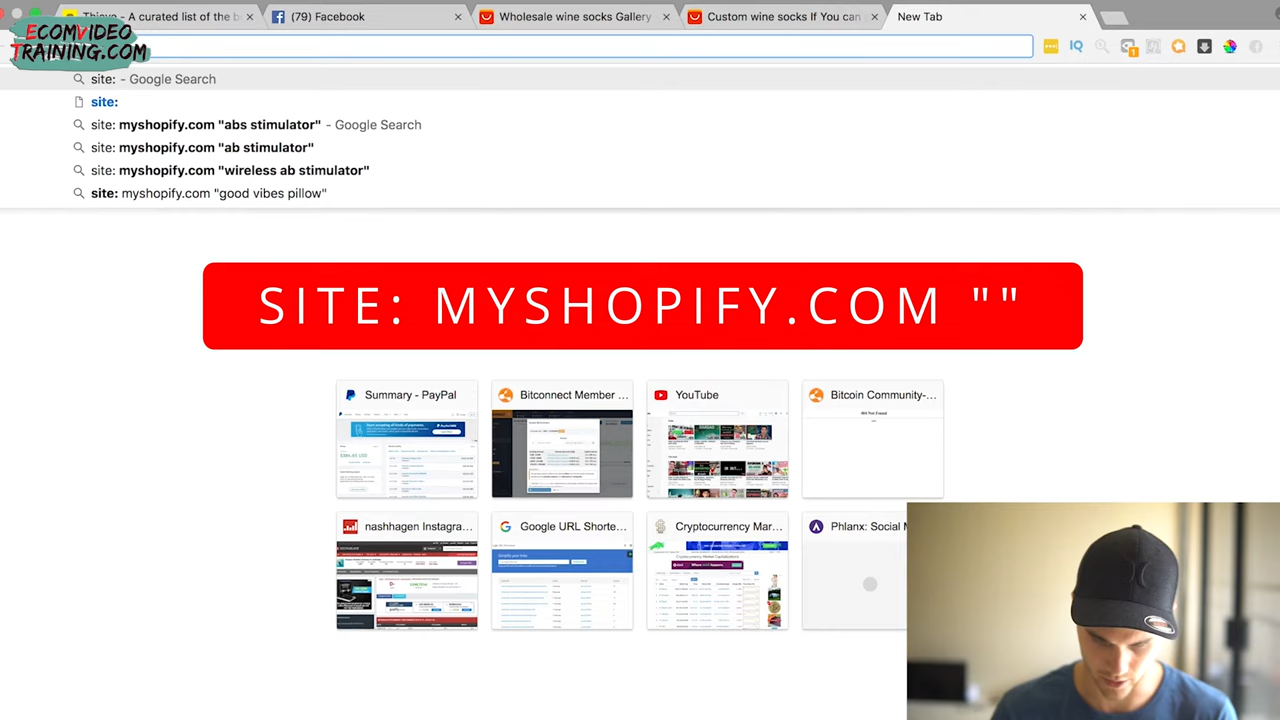 Thieve - A curated list of the b
(79) Facebook
Wholesale wine socks Gallery
Custom wine socks If You can
New Tab
ECOMVIDEO
TRAINING.COM
IQ
1
site: - Google Search
site:
site: myshopify.com "abs stimulator" - Google Search
site: myshopify.com "ab stimulator"
site: myshopify.com "wireless ab stimulator"
site: myshopify.com "good vibes pillow"
SITE: MYSHOPIFY.COM ""
Summary - PayPal
Bitconnect Member ...
YouTube
Bitcoin Community-...
nashhagen Instagra...
Google URL Shorte...
Cryptocurrency Mar...
Phlanx: Social M